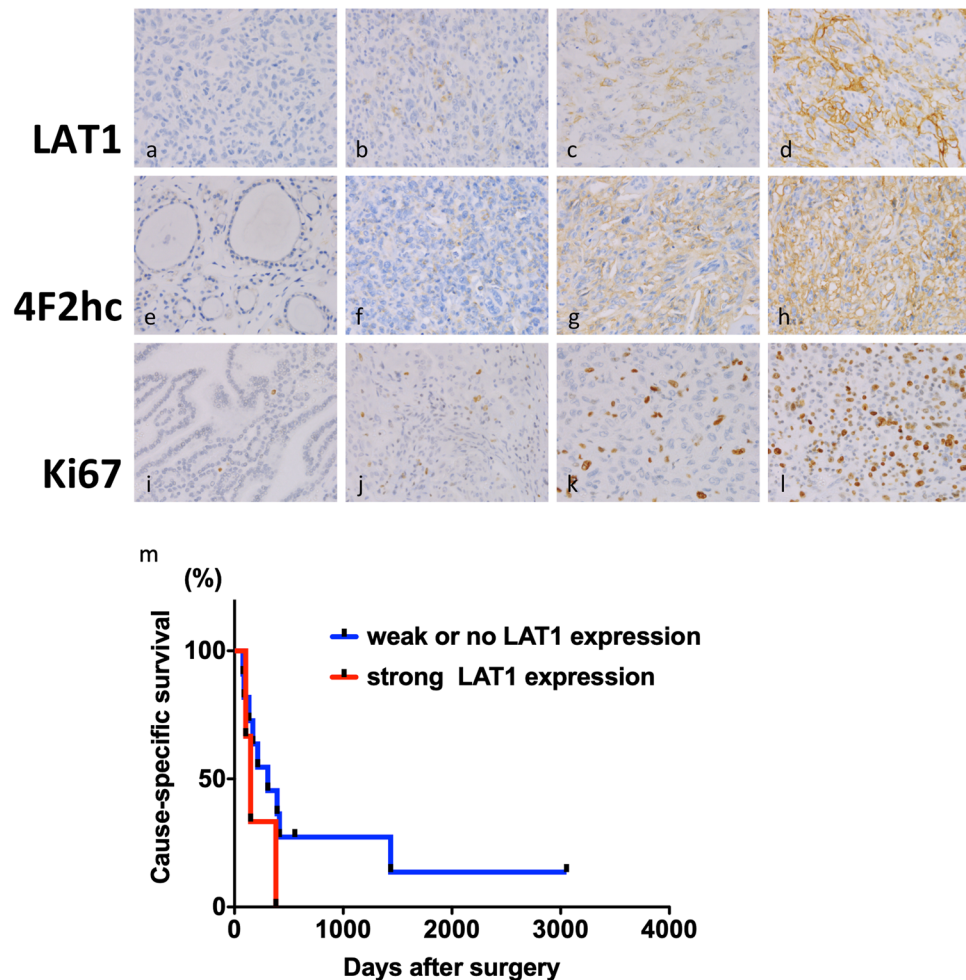 LAT1
a
b
c
d
4F2hc
e
f
g
h
Ki67
i
j
k
l
m
(%)
Cause-specific survival
100
50
0
weak or no LAT1 expression
strong LAT1 expression
0
1000
2000
3000
4000
Days after surgery